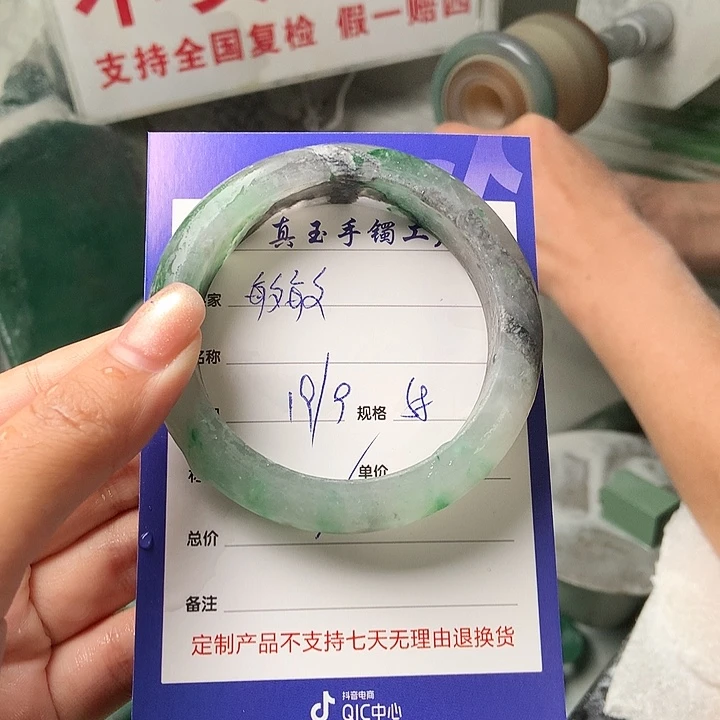 支持全国复检 假一赔四
真玉手镯工
家 敏敏
名称
19/9 规格
单价
总价
备注
定制产品不支持七天无理由退换货
抖音电商
QIC中心